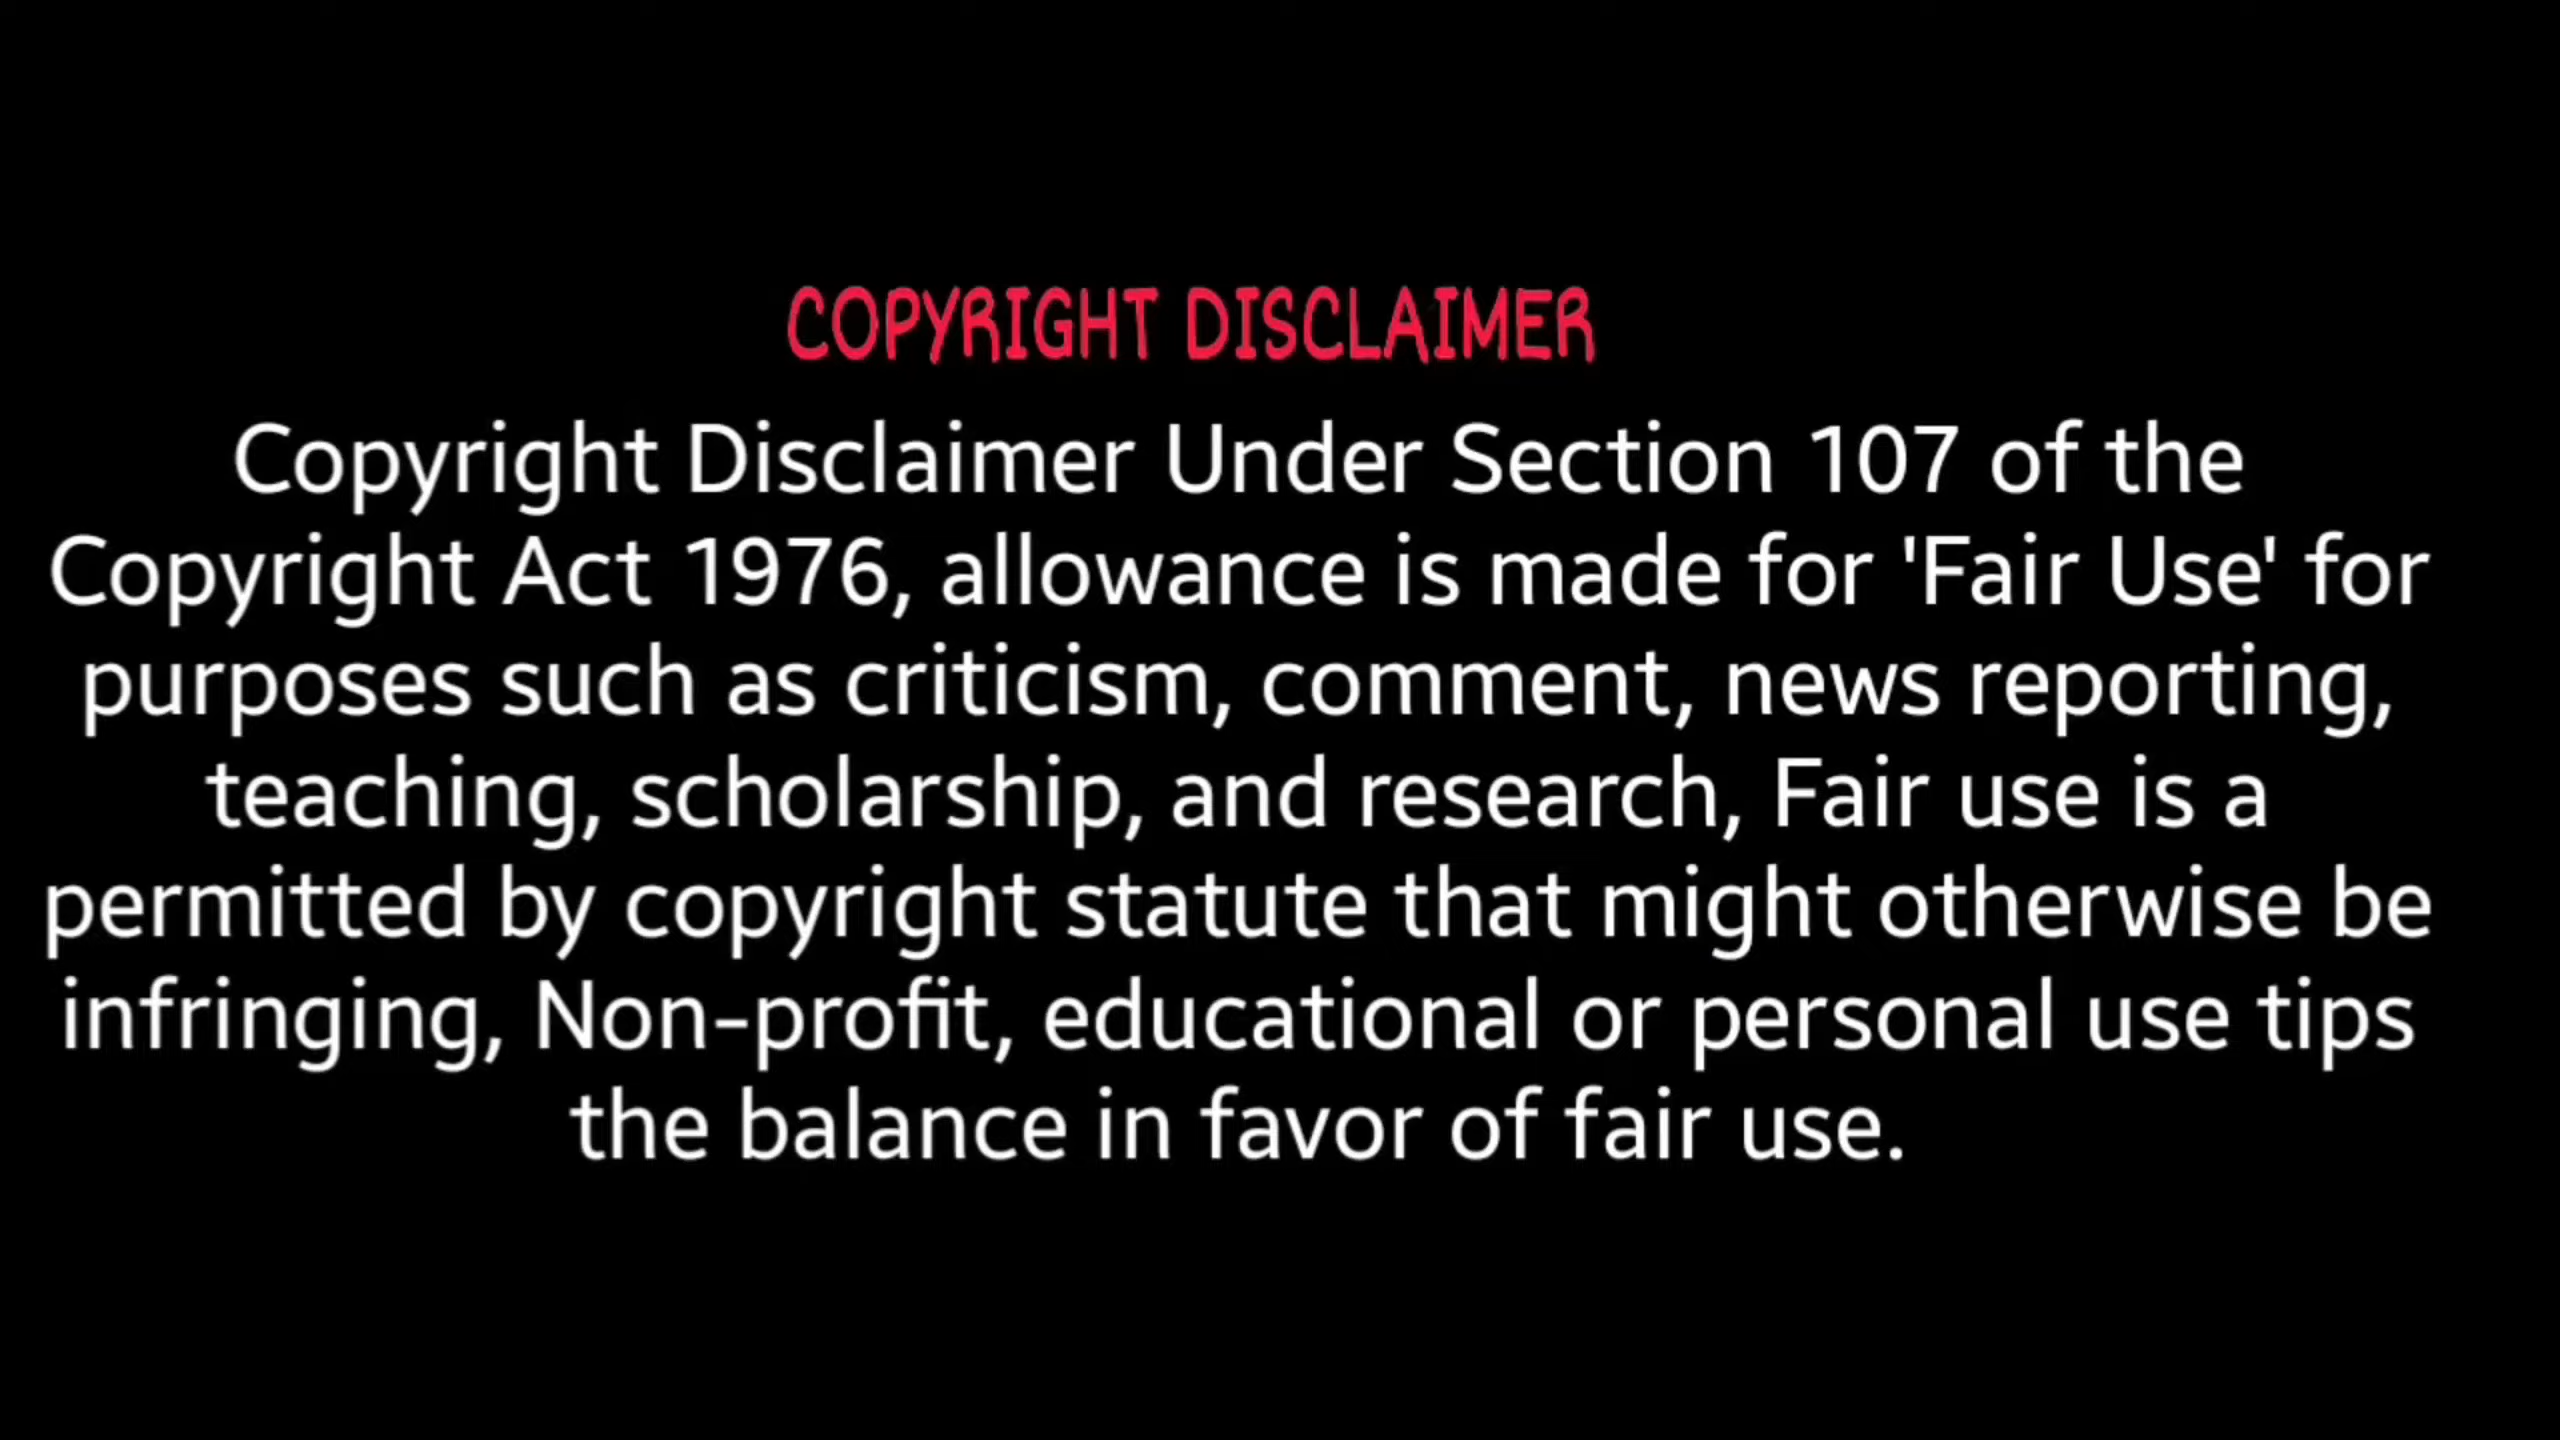 COPYRIGHT DISCLAIMER
Copyright Disclaimer Under Section 107 of the
Copyright Act 1976, allowance is made for 'Fair Use' for
purposes such as criticism, comment, news reporting,
teaching, scholarship, and research, Fair use is a
permitted by copyright statute that might otherwise be
infringing, Non-profit, educational or personal use tips
the balance in favor of fair use.